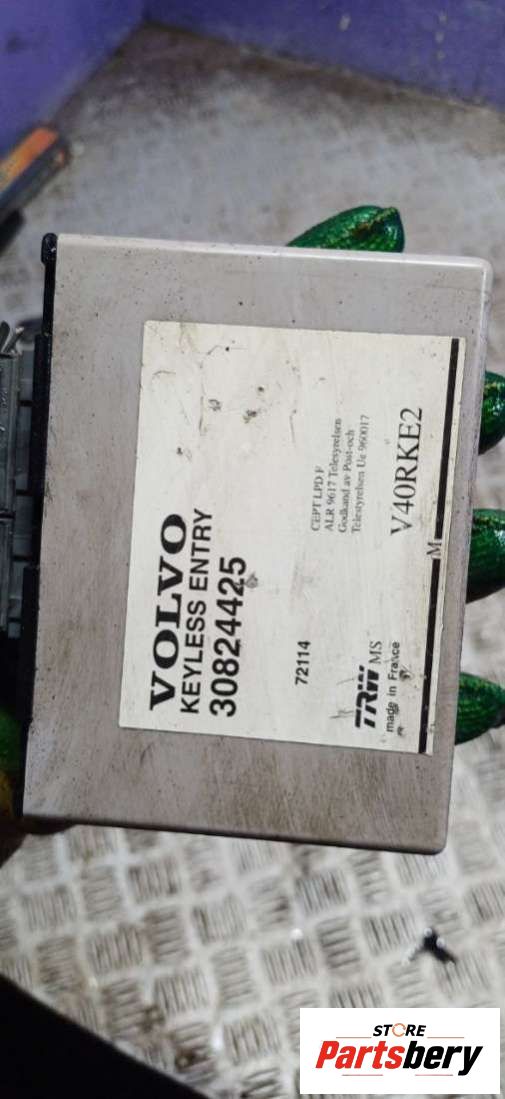 VOLVO
KEYLESS ENTRY
30824425
72114
TRW MS
made in France
CEPT LPD F
ALR 9617 Telestyrelsen
Godkand av Post-och
Telestyrelsen Ue 960017
V40RKE2
M
STORE
Partsbery